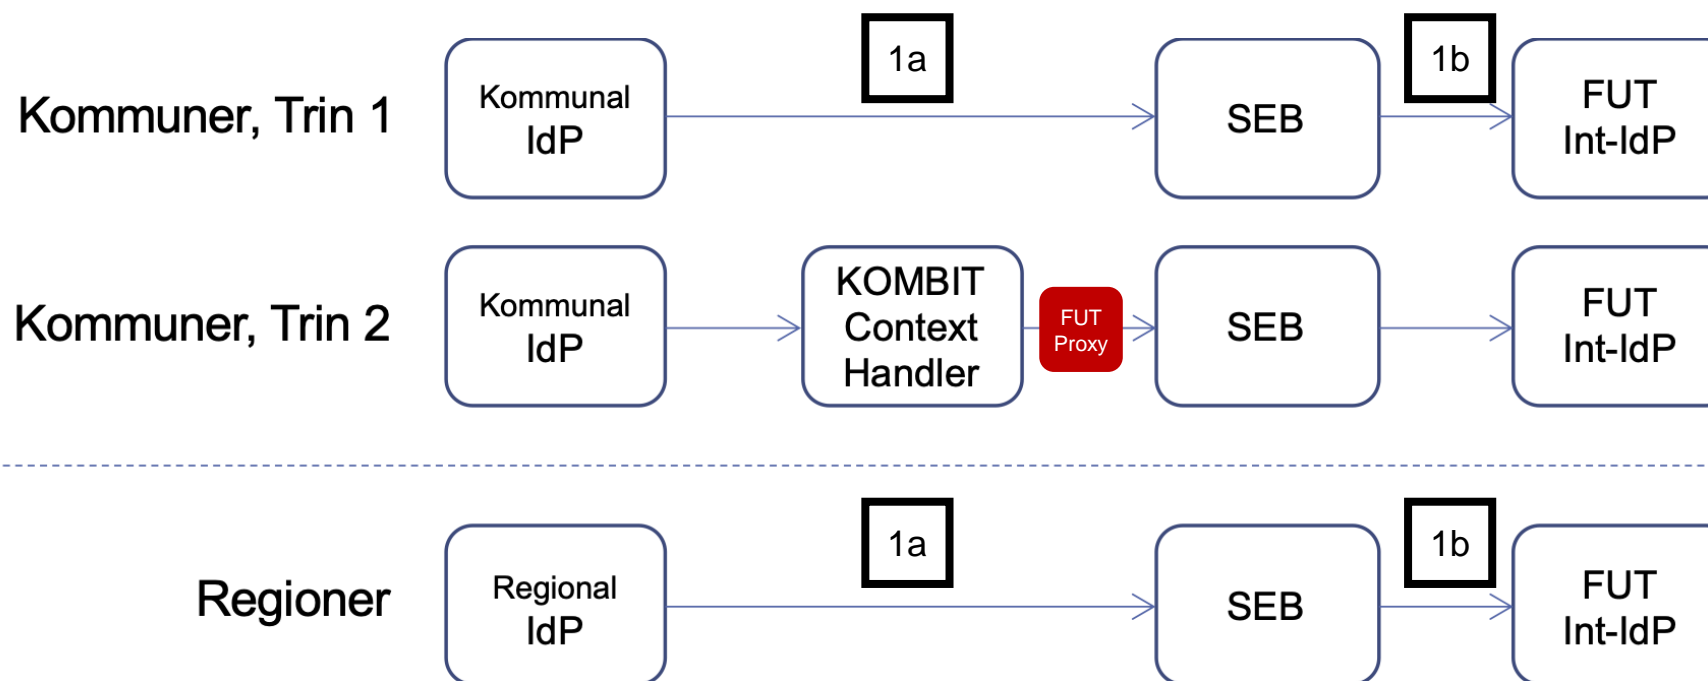 Kommuner, Trin 1
Kommunal
IdP
1a
SEB
1b
FUT
Int-IdP
Kommuner, Trin 2
Kommunal
IdP
KOMBIT
Context
Handler
FUT
Proxy
SEB
FUT
Int-IdP
Regioner
Regional
IdP
1a
SEB
1b
FUT
Int-IdP